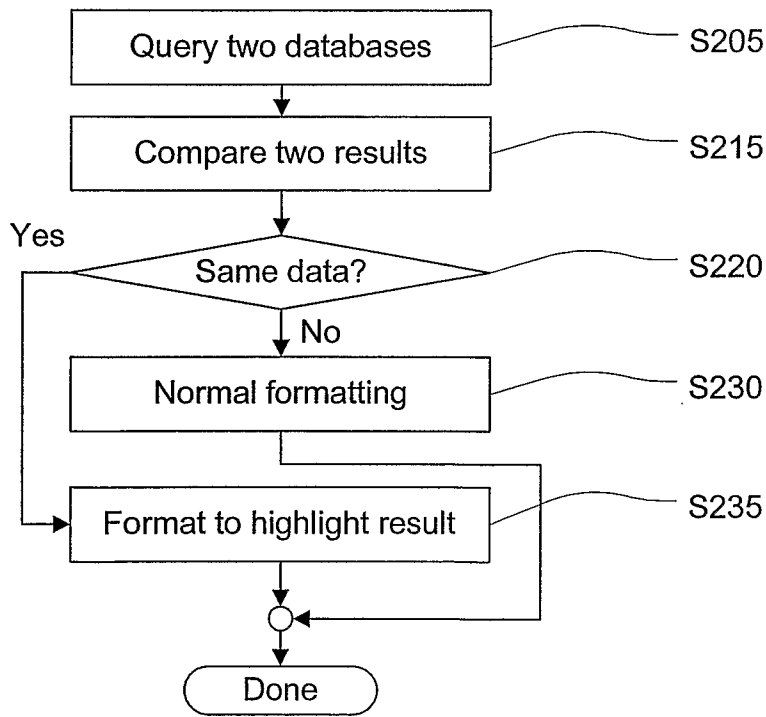 Query two databases
S205
Compare two results
S215
Yes
Same data?
S220
No
Normal formatting
S230
Format to highlight result
S235
Done